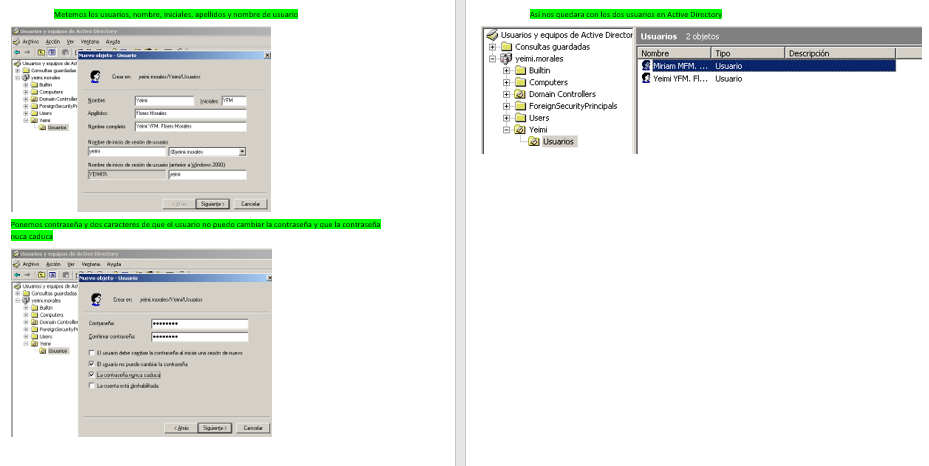 Metemos los usuarios, nombre, iniciales, apellidos y nombre de usuario
Usuarios y equipos de Active Directory
Archivo Acción Ver Ventana Ayuda
Usuarios y equipos de Active
Consultas guardadas
yeimi.morales
Builtin
Computers
Domain Controller
ForeignSecurityPr
Users
Yeimi
Usuarios
Nuevo objeto - Usuario
Crear en: yeimi.morales/Yeimi/Usuarios
Nombre: Yeimi Iniciales: YFM
Apellidos: Flores Morales
Nombre completo: Yeimi YFM. Flores Morales
Nombre de inicio de sesión de usuario:
yeimi @yeimi.morales
Nombre de inicio de sesión de usuario (anterior a Windows 2000):
yeimi
< Atrás Siguiente > Cancelar
Ponemos contraseña y dos caracteres de que el usuario no puedo cambiar la contraseña y que la contraseña
nuca caduca
Usuarios y equipos de Active Directory
Archivo Acción Ver Ventana Ayuda
Usuarios y equipos de Active
Consultas guardadas
yeimi.morales
Builtin
Computers
Domain Controller
ForeignSecurityPr
Users
Yeimi
Usuarios
Nuevo objeto - Usuario
Crear en: yeimi.morales/Yeimi/Usuarios
Contraseña: ••••••••
Confirmar contraseña: ••••••••
El usuario debe cambiar la contraseña al iniciar una sesión de nuevo
El usuario no puede cambiar la contraseña
La contraseña nunca caduca
La cuenta está deshabilitada
< Atrás Siguiente > Cancelar
Así nos quedara con los dos usuarios en Active Directory
Usuarios y equipos de Active Director
Consultas guardadas
yeimi.morales
Builtin
Computers
Domain Controllers
ForeignSecurityPrincipals
Users
Yeimi
Usuarios
Usuarios 2 objetos
Nombre Tipo Descripción
Miriam MFM. ... Usuario
Yeimi YFM. Fl... Usuario